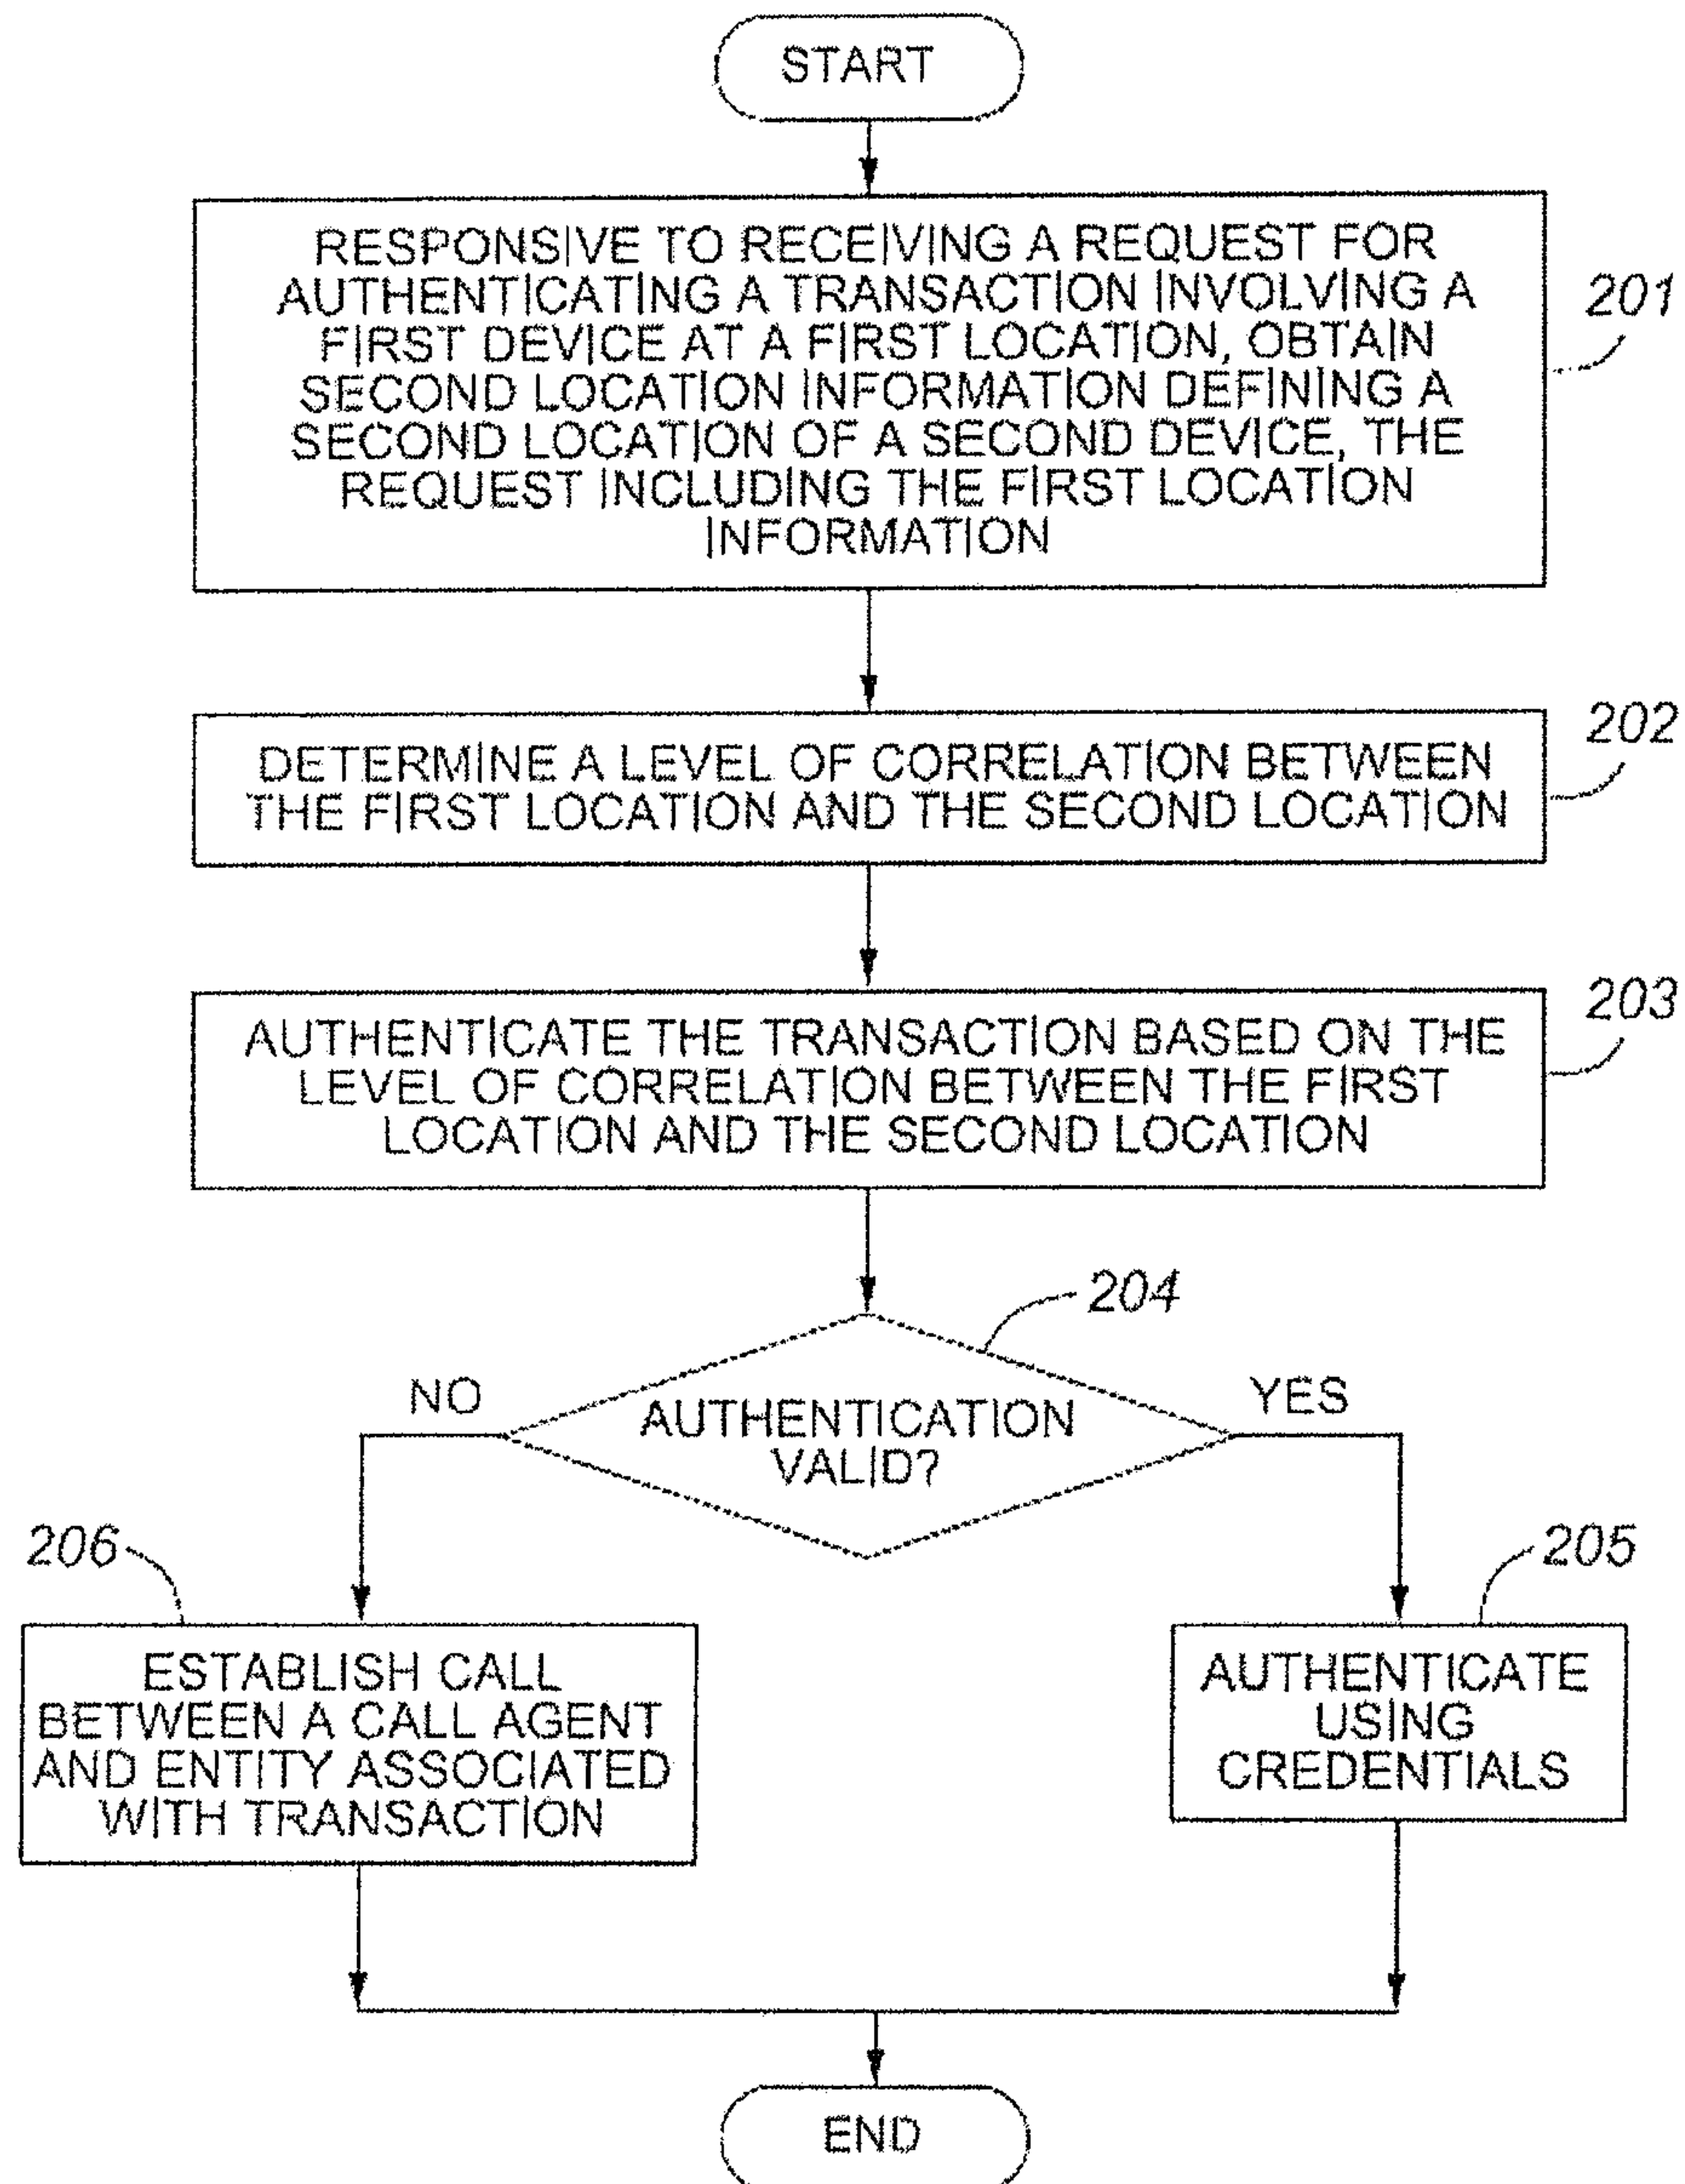 START
RESPONSIVE TO RECEIVING A REQUEST FOR
AUTHENTICATING A TRANSACTION INVOLVING A
FIRST DEVICE AT A FIRST LOCATION, OBTAIN
SECOND LOCATION INFORMATION DEFINING A
SECOND LOCATION OF A SECOND DEVICE, THE
REQUEST INCLUDING THE FIRST LOCATION
INFORMATION
201
DETERMINE A LEVEL OF CORRELATION BETWEEN
THE FIRST LOCATION AND THE SECOND LOCATION
202
AUTHENTICATE THE TRANSACTION BASED ON THE
LEVEL OF CORRELATION BETWEEN THE FIRST
LOCATION AND THE SECOND LOCATION
203
204
NO
AUTHENTICATION
VALID?
YES
206
ESTABLISH CALL
BETWEEN A CALL AGENT
AND ENTITY ASSOCIATED
WITH TRANSACTION
205
AUTHENTICATE
USING
CREDENTIALS
END